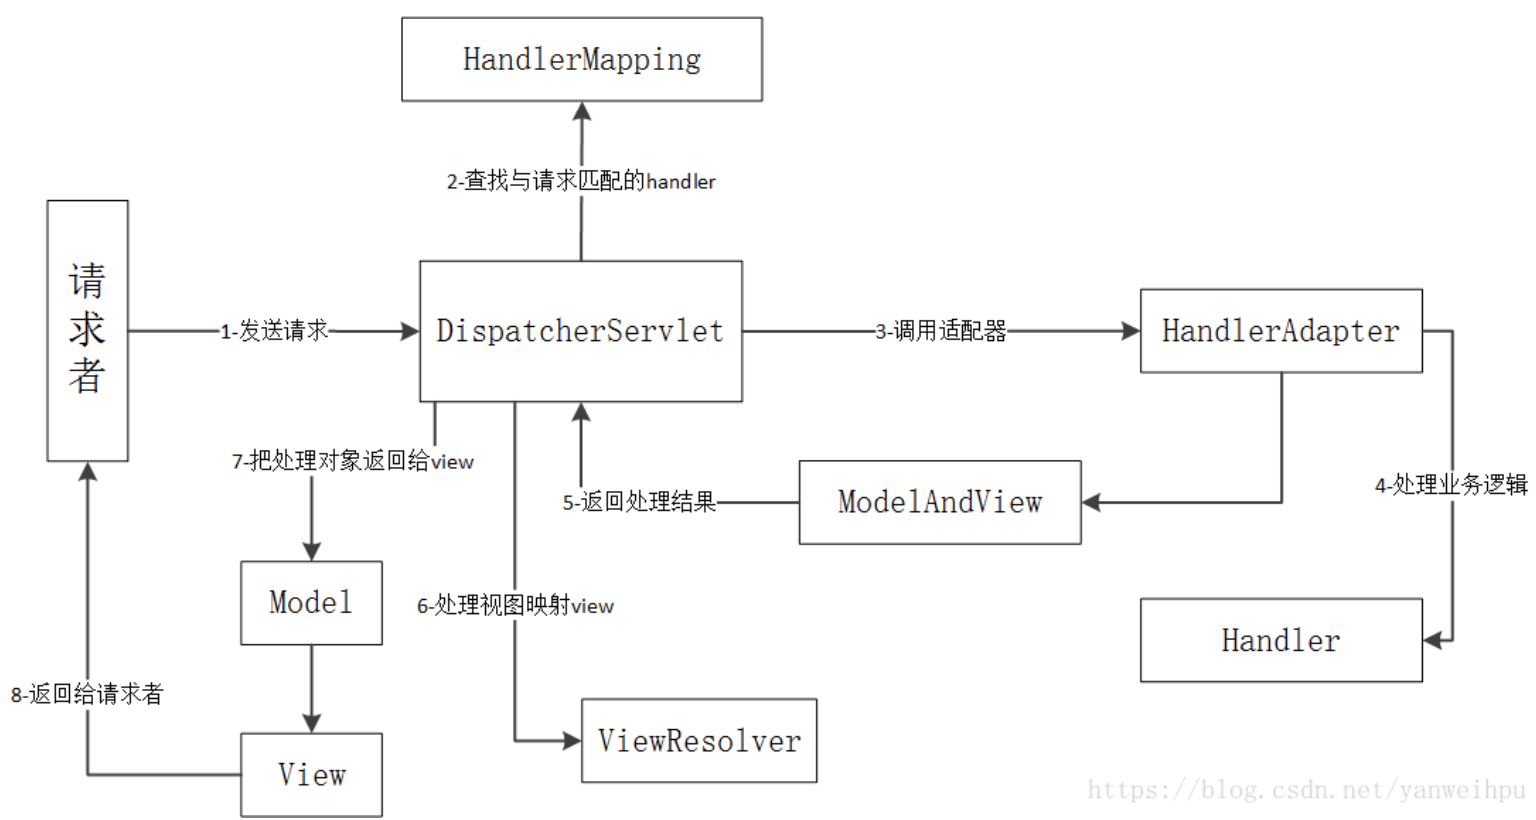 HandlerMapping
2-查找与请求匹配的handler
请
求
者
1-发送请求
DispatcherServlet
3-调用适配器
HandlerAdapter
7-把处理对象返回给view
5-返回处理结果
ModelAndView
4-处理业务逻辑
Model
6-处理视图映射view
Handler
8-返回给请求者
ViewResolver
View
https://blog.csdn.net/yanweihpu